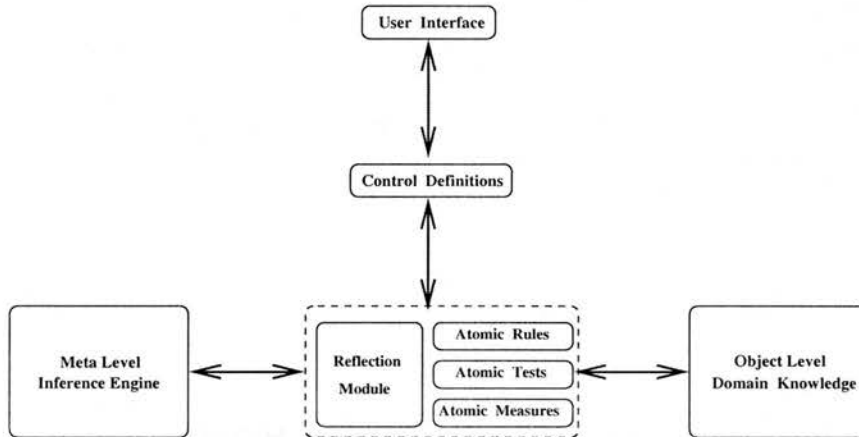 User Interface
Control Definitions
Meta Level
Inference Engine
Reflection
Module
Atomic Rules
Atomic Tests
Atomic Measures
Object Level
Domain Knowledge